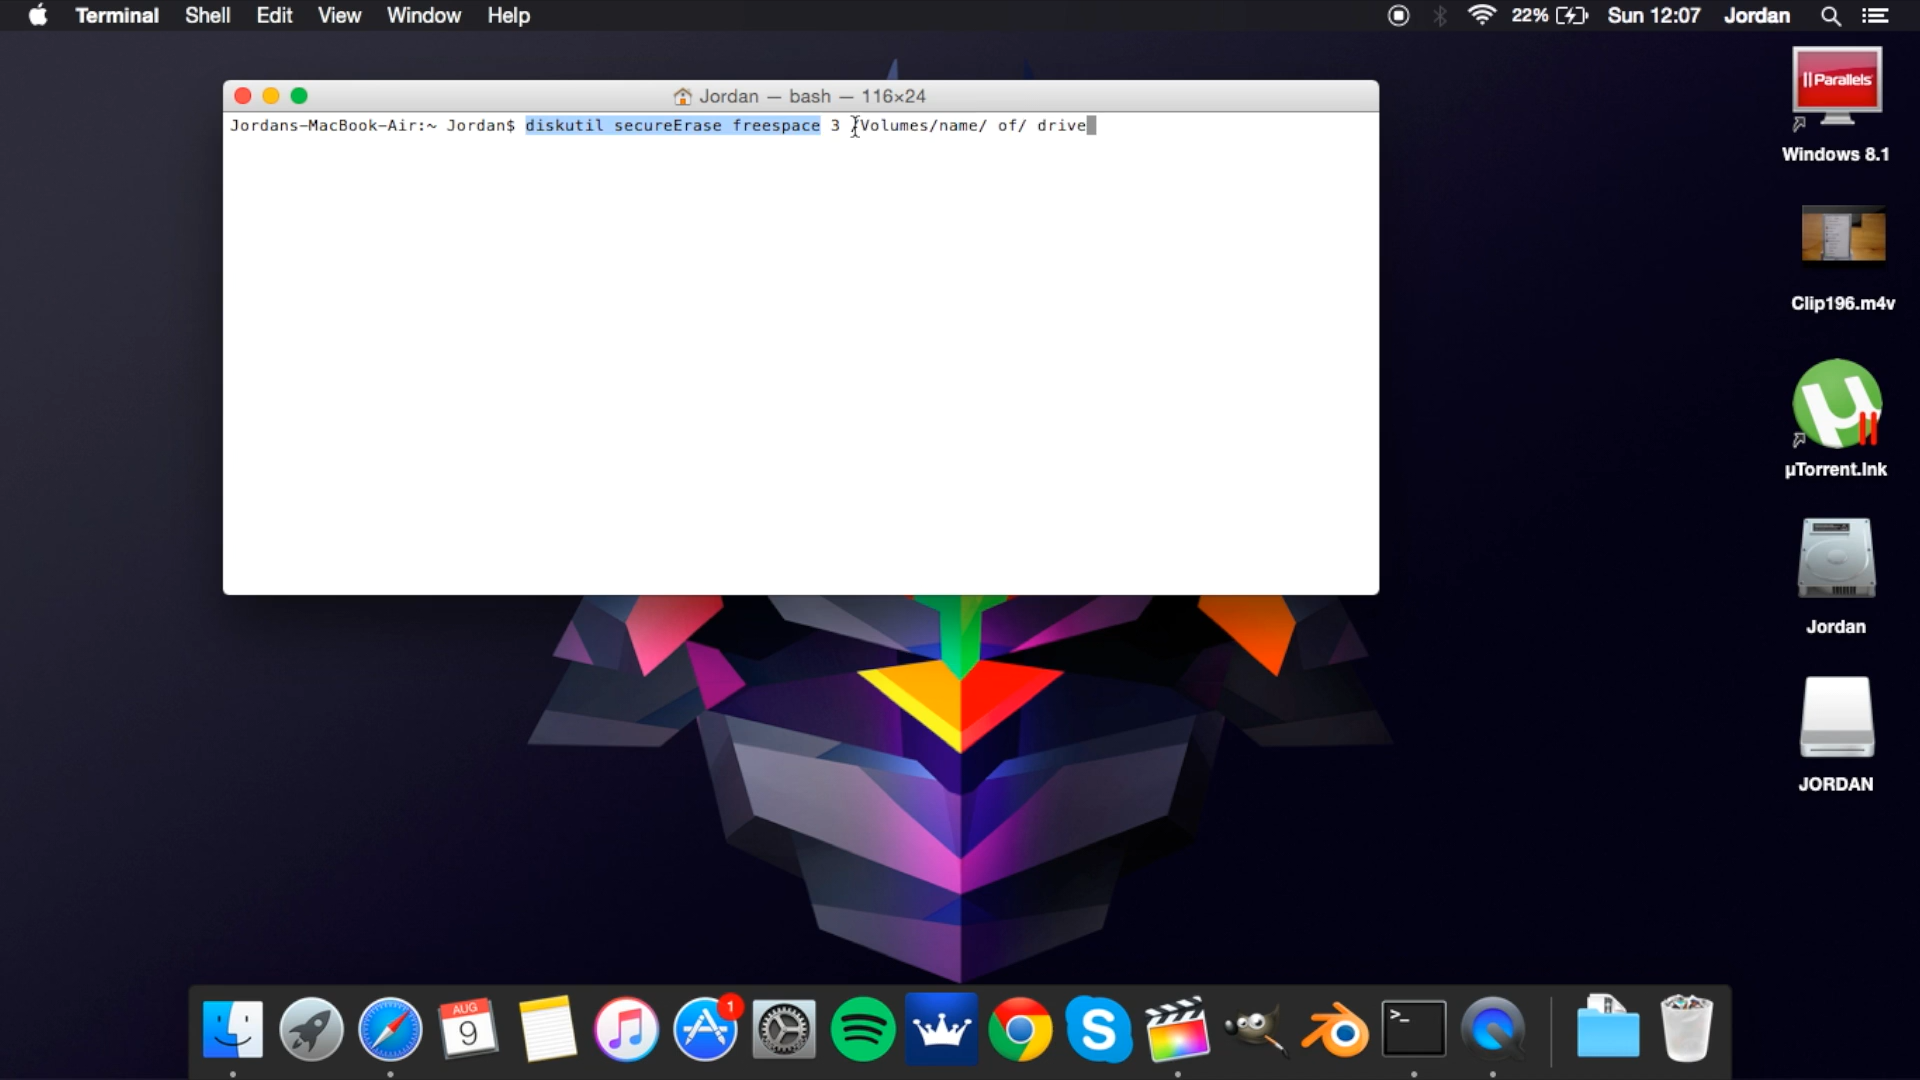 Terminal Shell Edit View Window Help 22% Sun 12:07 Jordan
Jordan — bash — 116×24
Jordans-MacBook-Air:~ Jordan$ diskutil secureErase freespace 3 /Volumes/name/ of/ drive
|| Parallels
Windows 8.1
Clip196.m4v
µTorrent.lnk
Jordan
JORDAN
AUG
9
1
S
>_